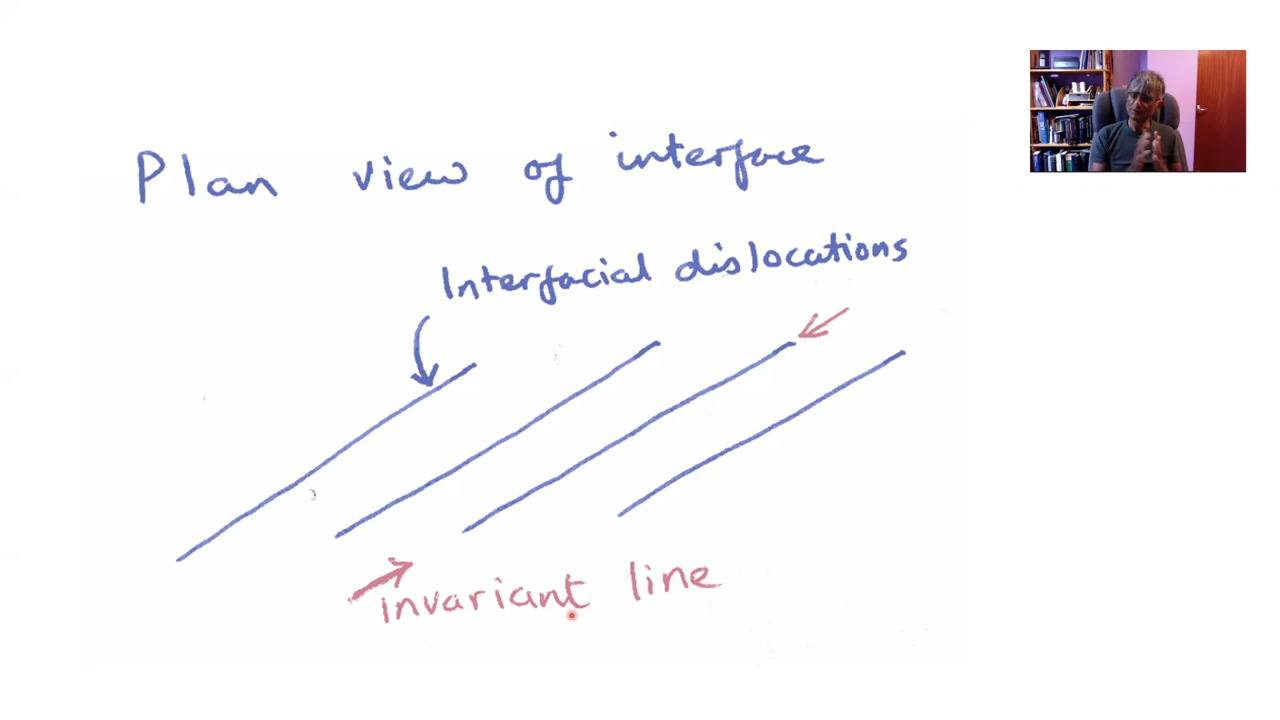 Plan view of interface
Interfacial dislocations
invariant line